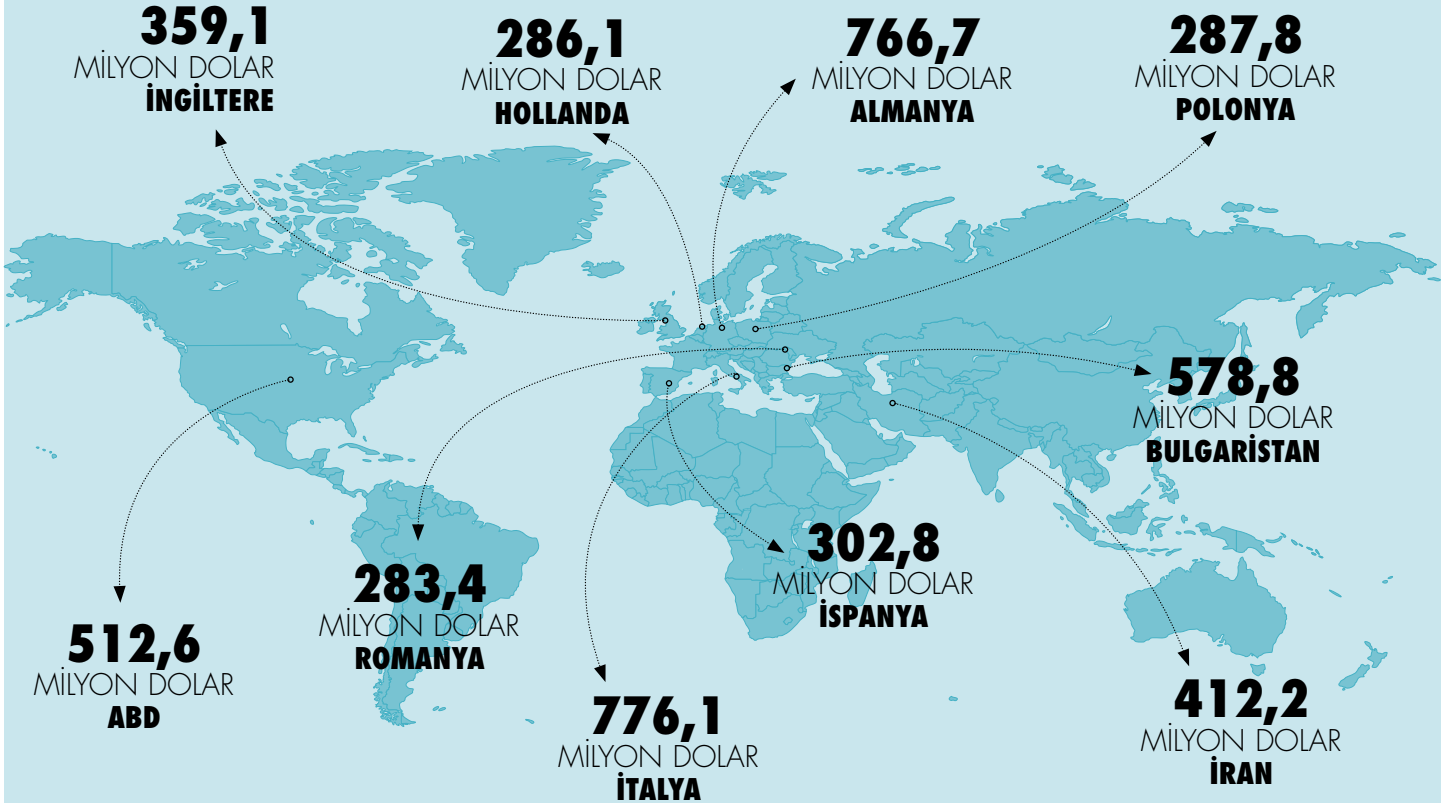 359,1
MİLYON DOLAR
İNGİLTERE
286,1
MİLYON DOLAR
HOLLANDA
766,7
MİLYON DOLAR
ALMANYA
287,8
MİLYON DOLAR
POLONYA
578,8
MİLYON DOLAR
BULGARİSTAN
302,8
MİLYON DOLAR
İSPANYA
283,4
MİLYON DOLAR
ROMANYA
512,6
MİLYON DOLAR
ABD
776,1
MİLYON DOLAR
İTALYA
412,2
MİLYON DOLAR
İRAN